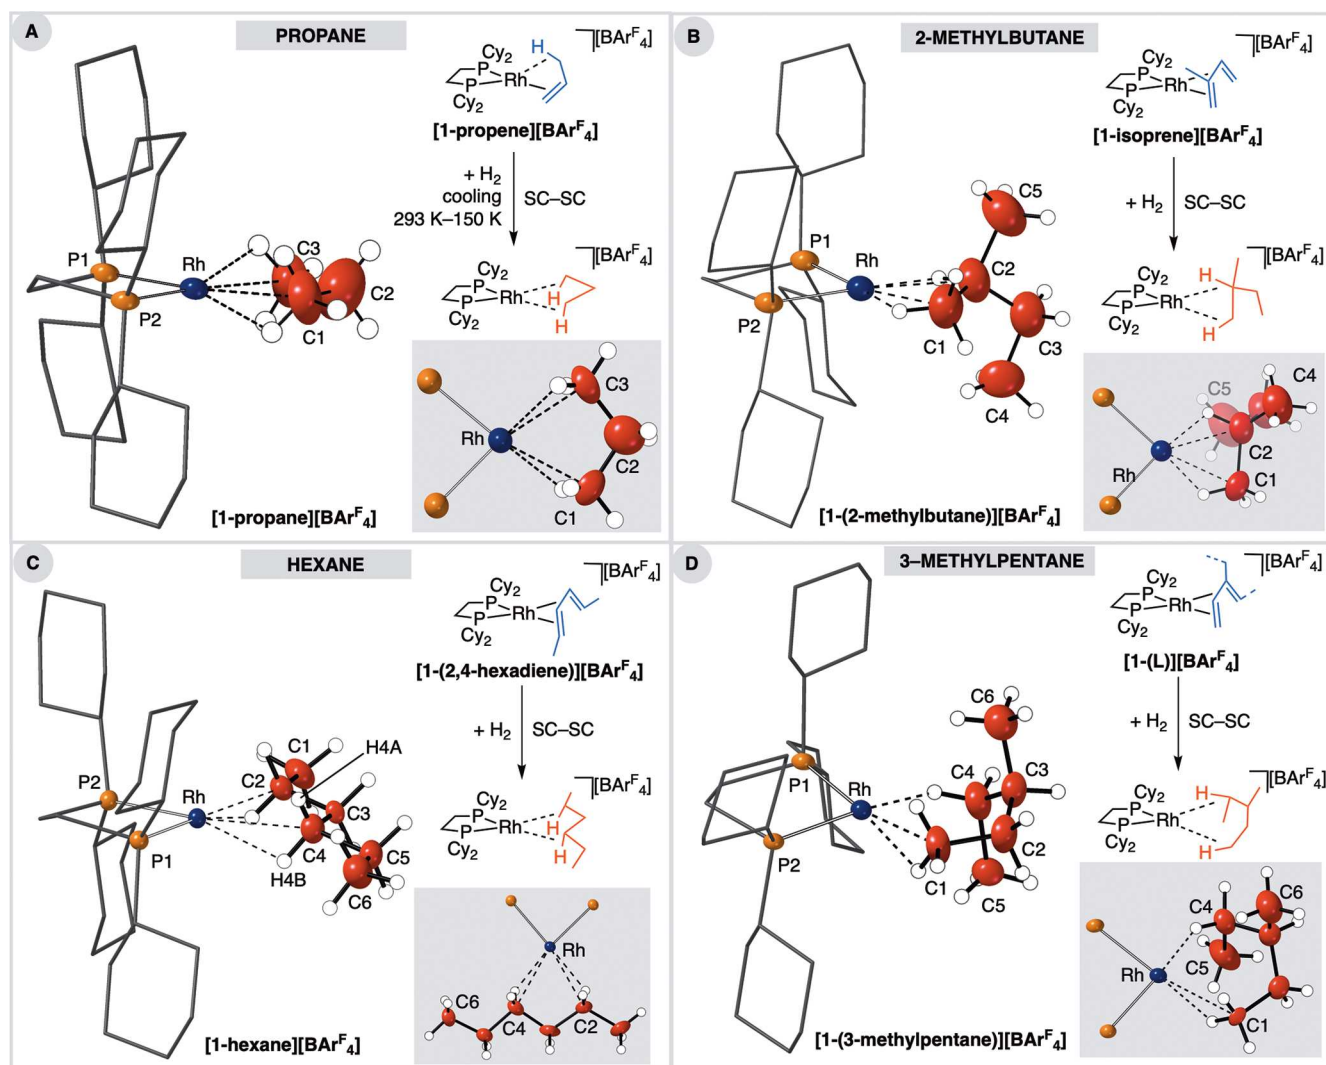 A
PROPANE
Cy2
P
P
Rh
Cy2
H
][BArF4]
[1-propene][BArF4]
+ H2
cooling
293 K–150 K
SC–SC
][BArF4]
Cy2
P
P
Rh
Cy2
H
H
P1
Rh
P2
C3
C2
C1
Rh
C3
C2
C1
[1-propane][BArF4]
B
2-METHYLBUTANE
][BArF4]
Cy2
P
P
Rh
Cy2
[1-isoprene][BArF4]
+ H2
SC–SC
][BArF4]
Cy2
P
P
Rh
Cy2
H
H
C5
P1
Rh
C2
P2
C1
C3
C4
C5
C4
C2
Rh
C1
[1-(2-methylbutane)][BArF4]
C
HEXANE
][BArF4]
Cy2
P
P
Rh
Cy2
[1-(2,4-hexadiene)][BArF4]
+ H2
SC–SC
][BArF4]
Cy2
P
P
Rh
Cy2
H
H
H4A
C1
C2
P2
Rh
C3
P1
C4
C5
H4B
C6
Rh
C6
C4
C2
[1-hexane][BArF4]
D
3–METHYLPENTANE
][BArF4]
Cy2
P
P
Rh
Cy2
[1-(L)][BArF4]
+ H2
SC–SC
][BArF4]
Cy2
P
P
Rh
Cy2
H
H
C6
P1
C4
C3
Rh
P2
C2
C1
C5
C6
C4
Rh
C5
C1
[1-(3-methylpentane)][BArF4]